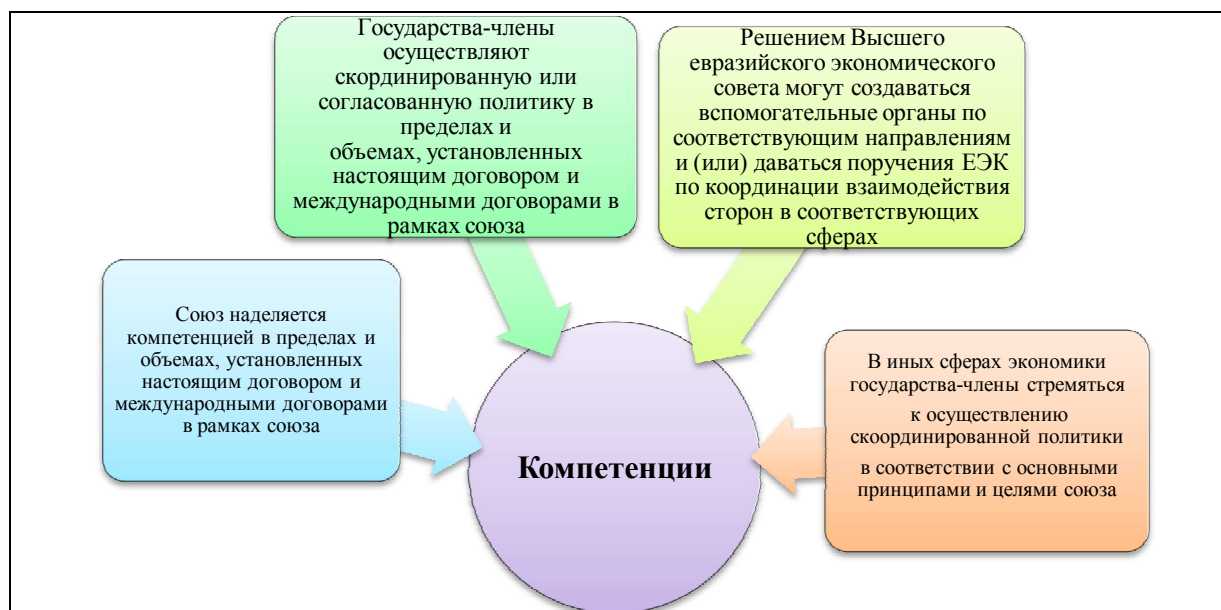 Государства-члены
осуществляют
скординированную или
согласованную политику в
пределах и
объемах, установленных
настоящим договором и
международными договорами в
рамках союза
Решением Высшего
евразийского экономического
совета могут создаваться
вспомогательные органы по
соответствующим направлениям
и (или) даваться поручения ЕЭК
по координации взаимодействия
сторон в соответствующих
сферах
Союз наделяется
компетенцией в пределах и
объемах, установленных
настоящим договором и
международными договорами
в рамках союза
В иных сферах экономики
государства-члены стремяться
к осуществлению
скоординированной политики
в соответствии с основными
принципами и целями союза
Компетенции